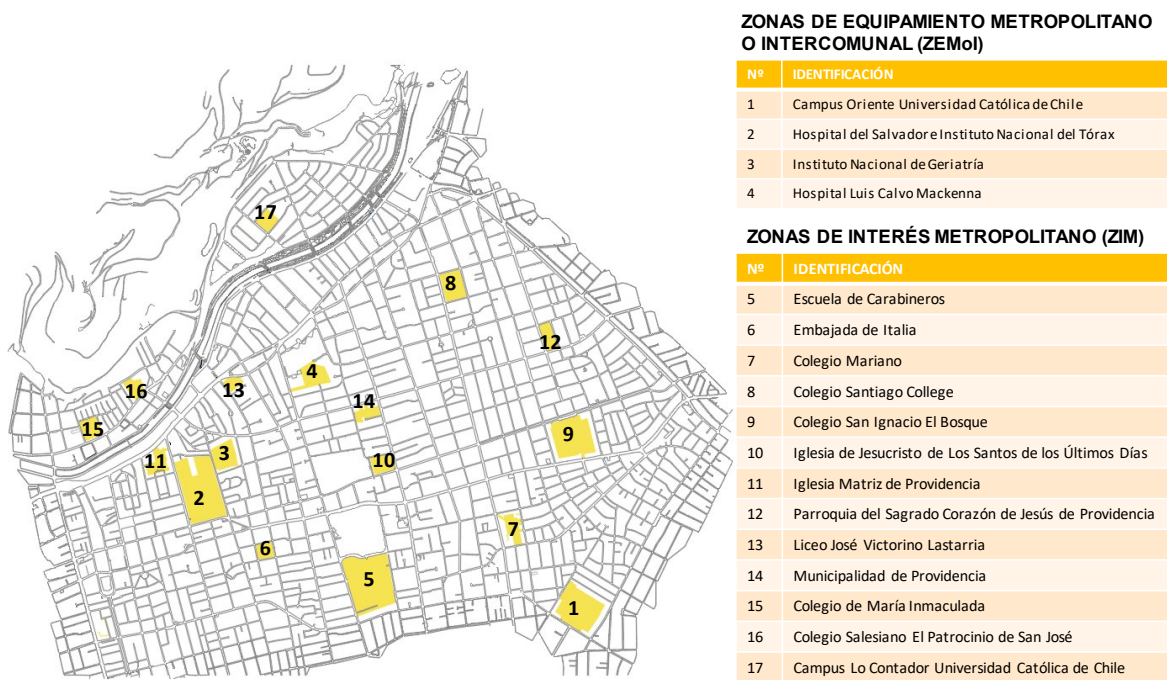 ZONAS DE EQUIPAMIENTO METROPOLITANO
O INTERCOMUNAL (ZEMoI)
Nº IDENTIFICACIÓN
1 Campus Oriente Universidad Católica de Chile
2 Hospital del Salvador e Instituto Nacional del Tórax
3 Instituto Nacional de Geriatría
4 Hospital Luis Calvo Mackenna
ZONAS DE INTERÉS METROPOLITANO (ZIM)
Nº IDENTIFICACIÓN
5 Escuela de Carabineros
6 Embajada de Italia
7 Colegio Mariano
8 Colegio Santiago College
9 Colegio San Ignacio El Bosque
10 Iglesia de Jesucristo de Los Santos de los Últimos Días
11 Iglesia Matriz de Providencia
12 Parroquia del Sagrado Corazón de Jesús de Providencia
13 Liceo José Victorino Lastarria
14 Municipalidad de Providencia
15 Colegio de María Inmaculada
16 Colegio Salesiano El Patrocinio de San José
17 Campus Lo Contador Universidad Católica de Chile
17
8
12
4
16
13
14
15
9
3
11
10
2
7
6
5
1